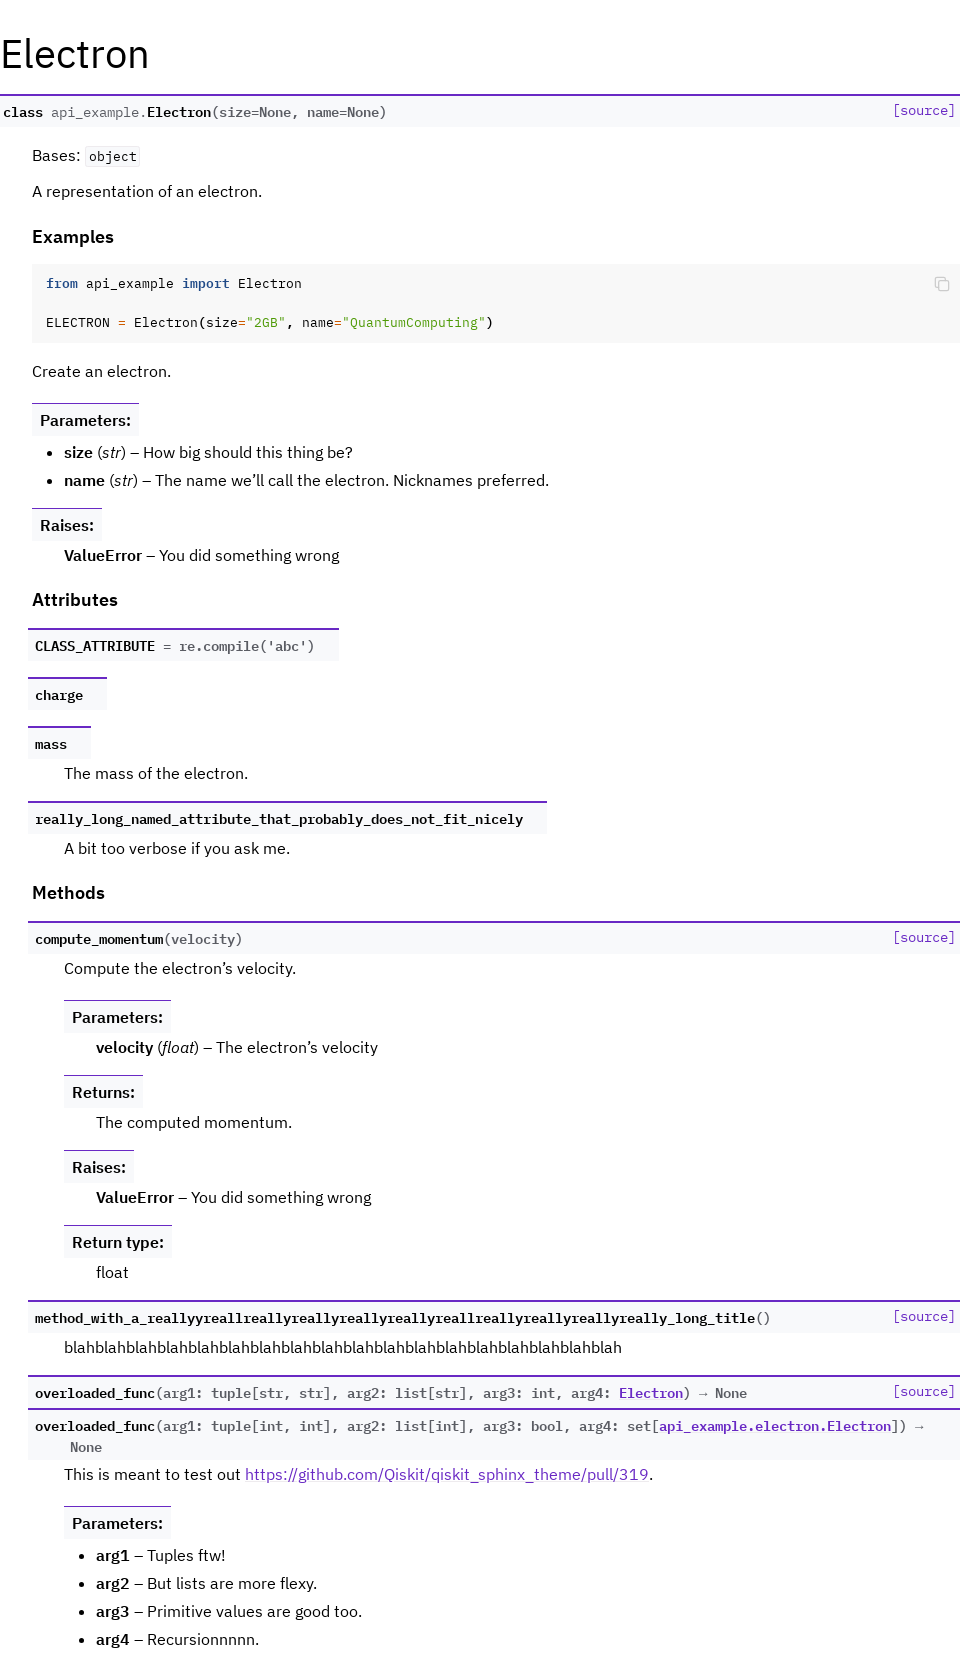 Electron
class api_example.Electron(size=None, name=None) [source]
Bases: object
A representation of an electron.
Examples
from api_example import Electron
ELECTRON = Electron(size="2GB", name="QuantumComputing")
Create an electron.
Parameters:
• size (str) – How big should this thing be?
• name (str) – The name we’ll call the electron. Nicknames preferred.
Raises:
ValueError – You did something wrong
Attributes
CLASS_ATTRIBUTE = re.compile('abc')
charge
mass
The mass of the electron.
really_long_named_attribute_that_probably_does_not_fit_nicely
A bit too verbose if you ask me.
Methods
compute_momentum(velocity) [source]
Compute the electron’s velocity.
Parameters:
velocity (float) – The electron’s velocity
Returns:
The computed momentum.
Raises:
ValueError – You did something wrong
Return type:
float
method_with_a_reallyyreallreallyreallyreallyreallyreallreallyreallyreallyreally_long_title() [source]
blahblahblahblahblahblahblahblahblahblahblahblahblahblahblahblahblahblah
overloaded_func(arg1: tuple[str, str], arg2: list[str], arg3: int, arg4: Electron) → None [source]
overloaded_func(arg1: tuple[int, int], arg2: list[int], arg3: bool, arg4: set[api_example.electron.Electron]) →
None
This is meant to test out https://github.com/Qiskit/qiskit_sphinx_theme/pull/319.
Parameters:
• arg1 – Tuples ftw!
• arg2 – But lists are more flexy.
• arg3 – Primitive values are good too.
• arg4 – Recursionnnnn.